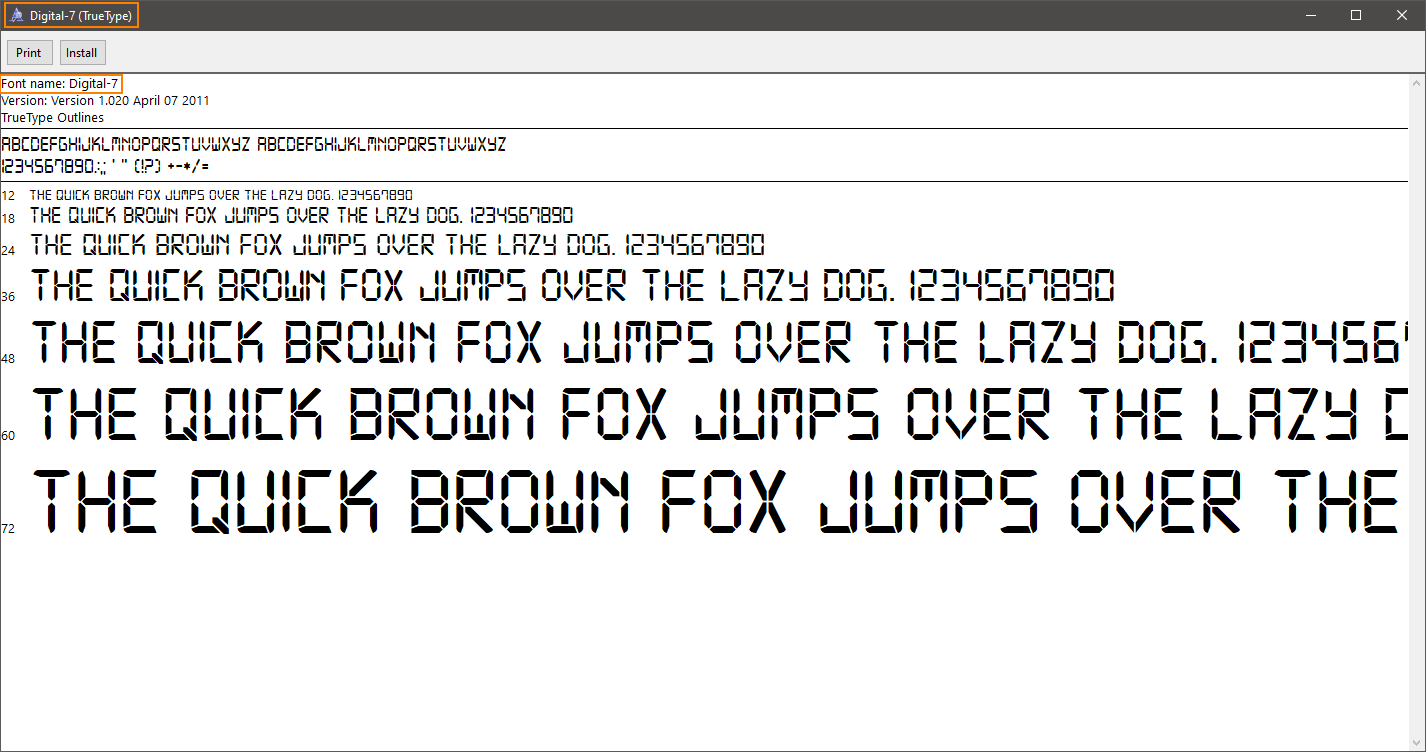 Digital-7 (TrueType)
Print Install
Font name: Digital-7
Version: Version 1.020 April 07 2011
TrueType Outlines
ABCDEFGHIJKLMNOPQRSTUVWXYZ ABCDEFGHIJKLMNOPQRSTUVWXYZ
1234567890.:,; ' " (!?) +-*/=
12 THE QUICK BROWN FOX JUMPS OVER THE LAZY DOG. 1234567890
18 THE QUICK BROWN FOX JUMPS OVER THE LAZY DOG. 1234567890
24 THE QUICK BROWN FOX JUMPS OVER THE LAZY DOG. 1234567890
36 THE QUICK BROWN FOX JUMPS OVER THE LAZY DOG. 1234567890
48 THE QUICK BROWN FOX JUMPS OVER THE LAZY DOG. 123456
60 THE QUICK BROWN FOX JUMPS OVER THE LAZY
72 THE QUICK BROWN FOX JUMPS OVER THE